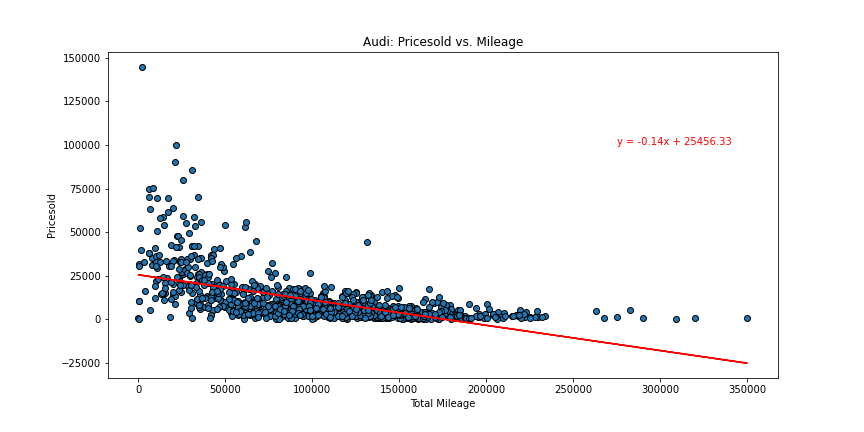 Audi: Pricesold vs. Mileage
150000
125000
y = -0.14x + 25456.33
100000
75000
Pricesold
50000
25000
0
−25000
0 50000 100000 150000 200000 250000 300000 350000
Total Mileage